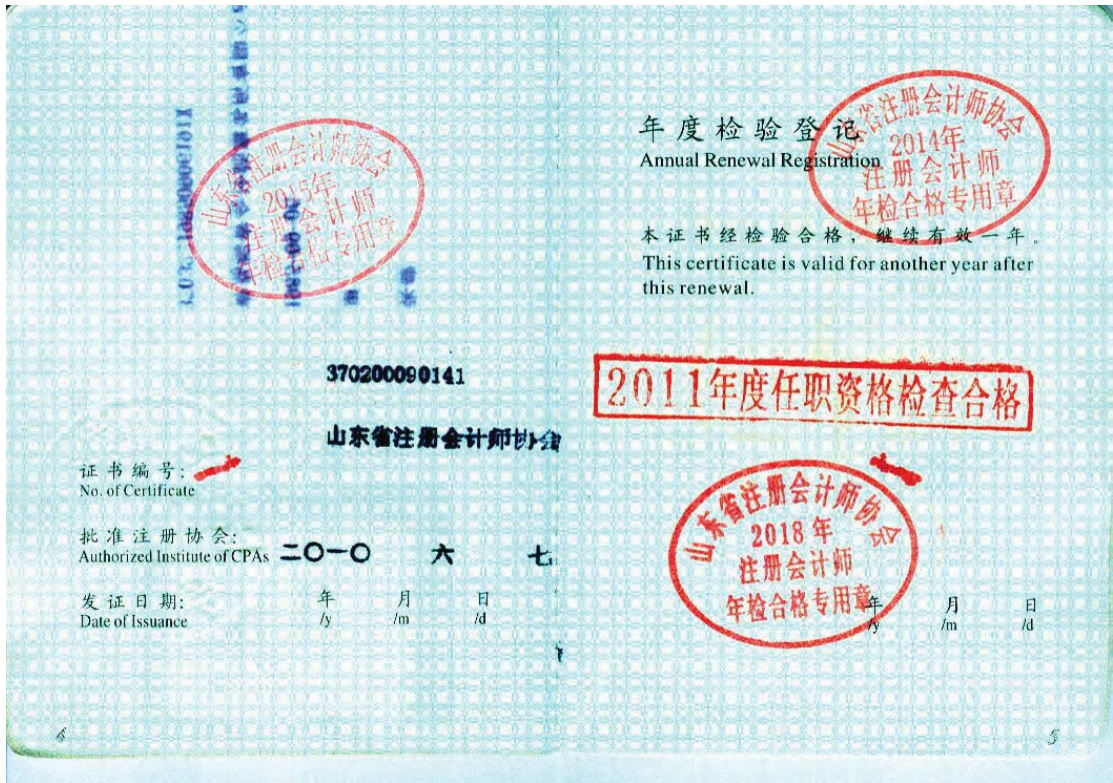 山东省注册会计师协会
2015年
注册会计师
年检合格专用章
370200090141
山东省注册会计师协会
证书编号:
No. of Certificate
批准注册协会:
Authorized Institute of CPAs
二〇一〇 六 七
发证日期: 年 月 日
Date of Issuance /y /m /d
4
年度检验登记
Annual Renewal Registration
山东省注册会计师协会
2014年
注册会计师
年检合格专用章
本证书经检验合格，继续有效一年。
This certificate is valid for another year after
this renewal.
2011年度任职资格检查合格
山东省注册会计师协会
2018年
注册会计师
年检合格专用章
年 月 日
/y /m /d
5